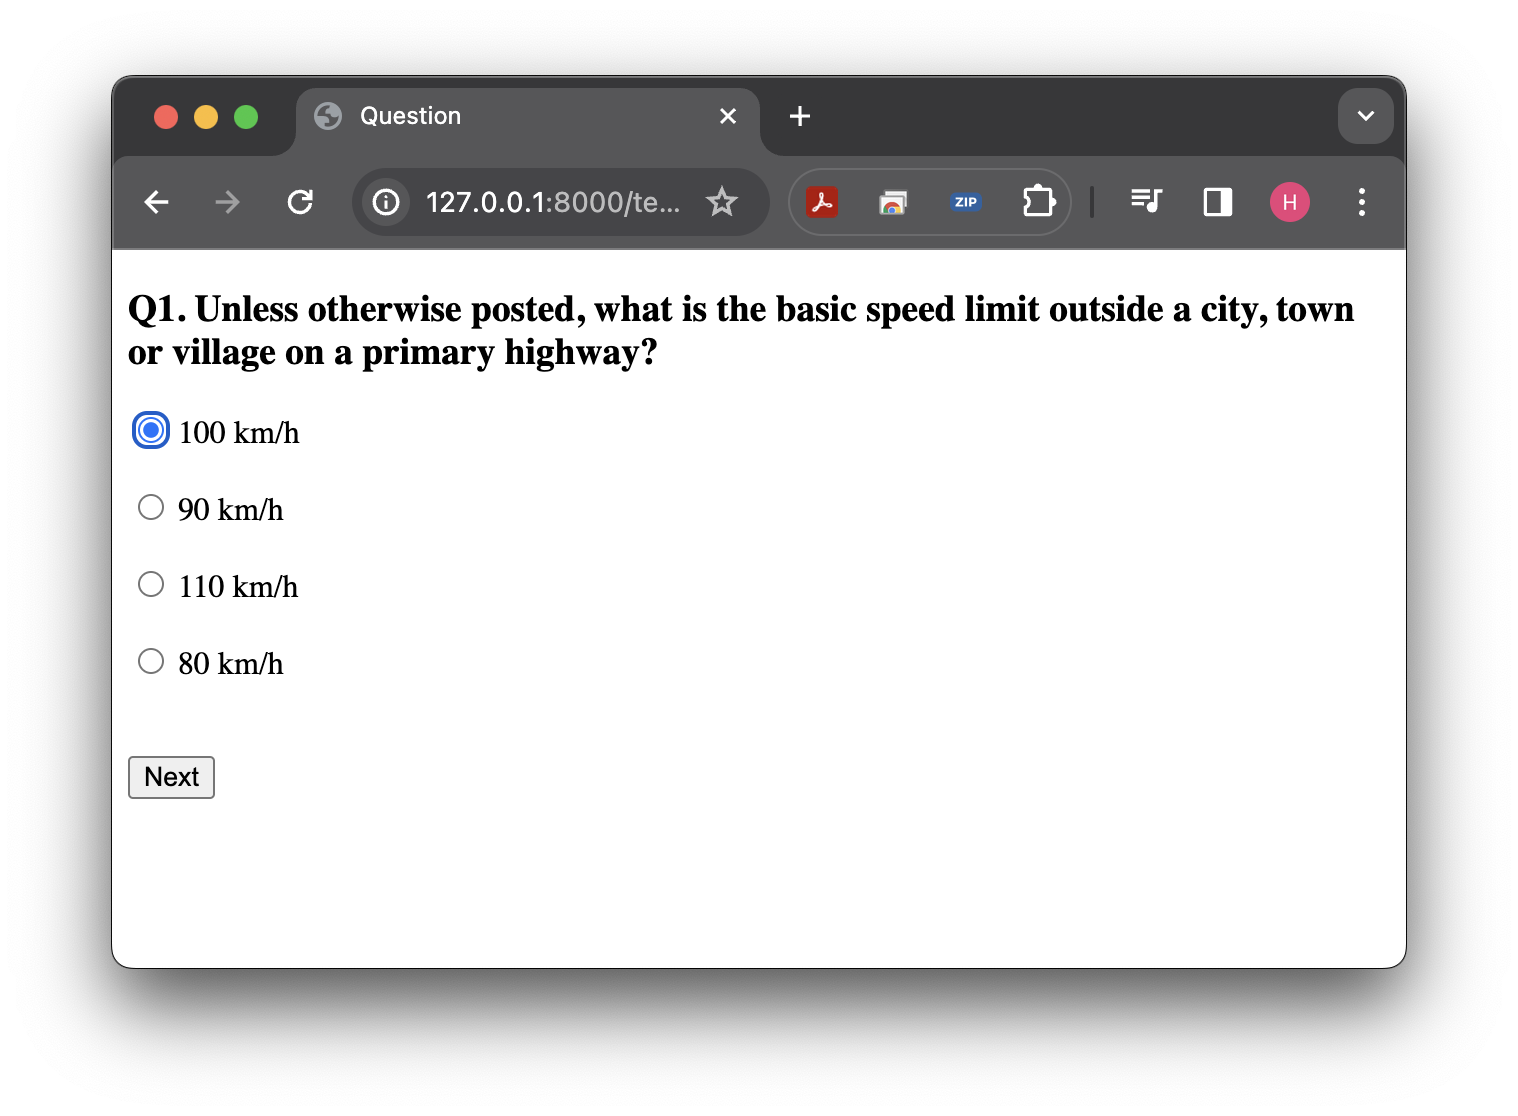 Question
127.0.0.1:8000/te...
ZIP
H
Q1. Unless otherwise posted, what is the basic speed limit outside a city, town
or village on a primary highway?
100 km/h
90 km/h
110 km/h
80 km/h
Next